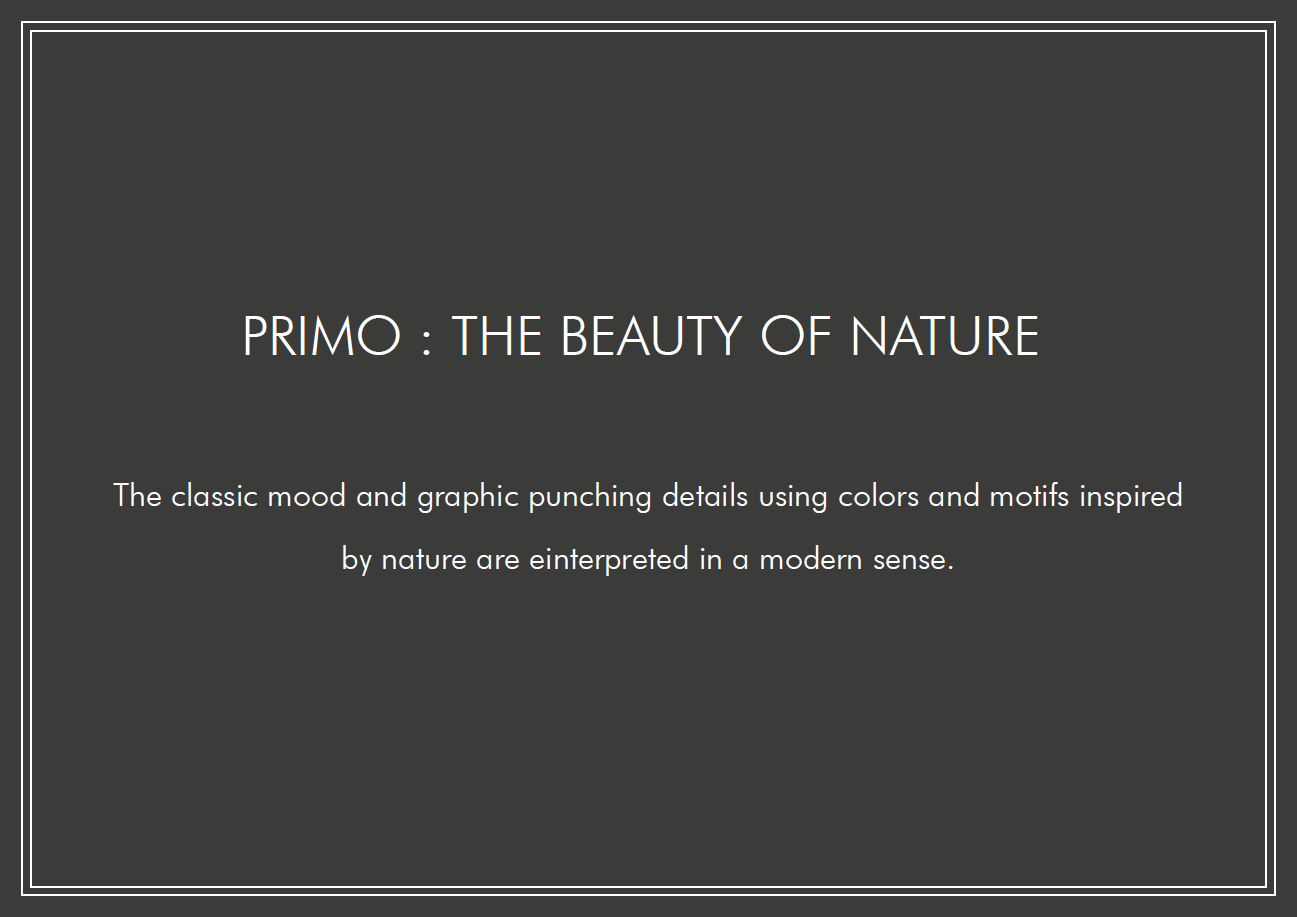 PRIMO : THE BEAUTY OF NATURE
The classic mood and graphic punching details using colors and motifs inspired
by nature are einterpreted in a modern sense.